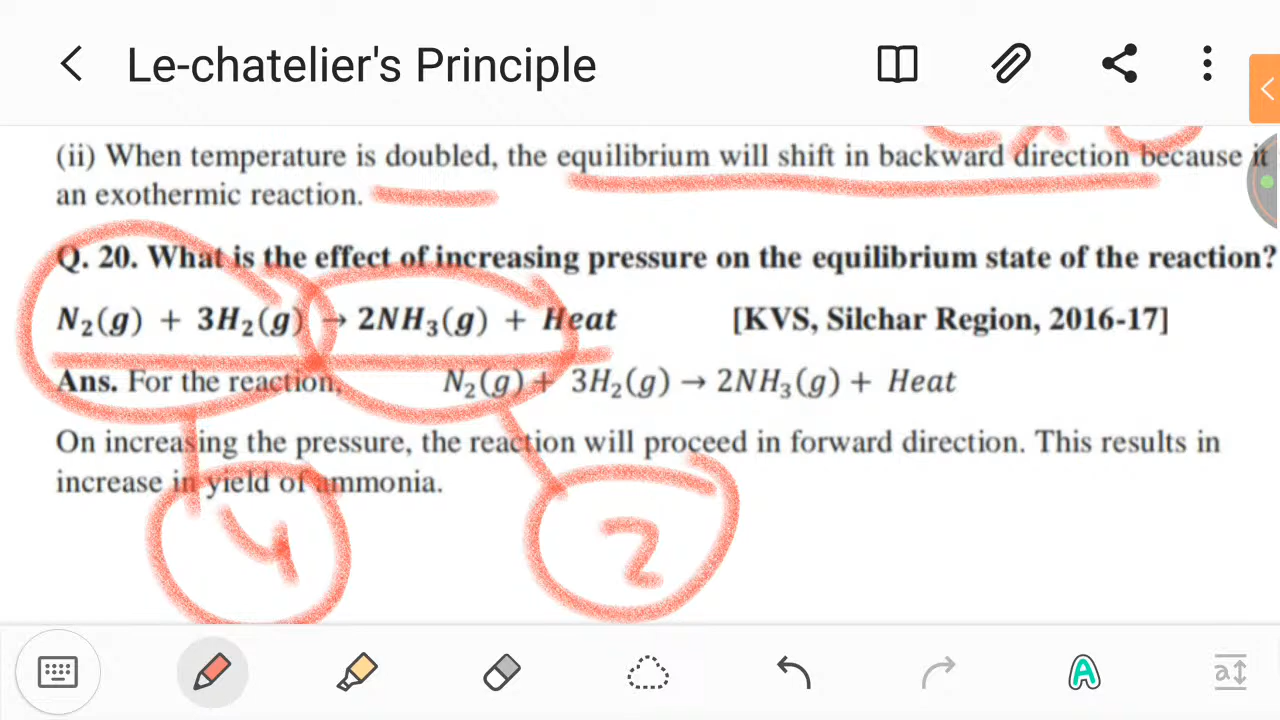 Le-chatelier's Principle
(ii) When temperature is doubled, the equilibrium will shift in backward direction because it
an exothermic reaction.
Q. 20. What is the effect of increasing pressure on the equilibrium state of the reaction?
N₂(g) + 3H₂(g) → 2NH₃(g) + Heat [KVS, Silchar Region, 2016-17]
Ans. For the reaction, N₂(g) + 3H₂(g) → 2NH₃(g) + Heat
On increasing the pressure, the reaction will proceed in forward direction. This results in
increase in yield of ammonia.
4 2
A a